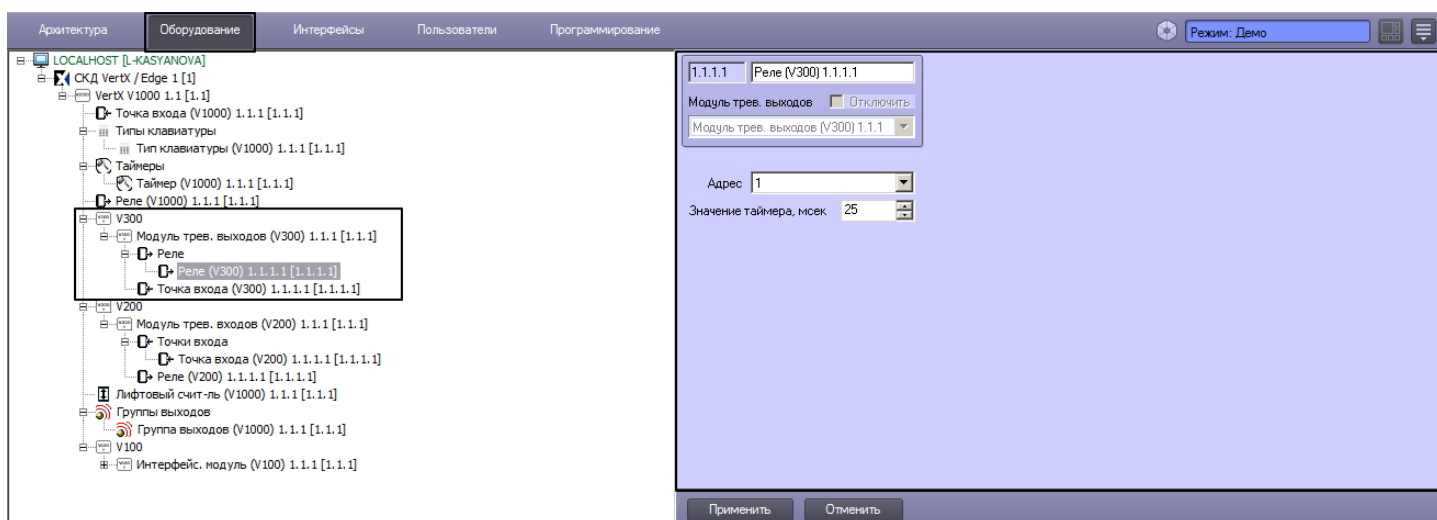 Архитектура Оборудование Интерфейсы Пользователи Программирование Режим: Демо
LOCALHOST [L-KASYANOVA]
СКД VertX / Edge 1 [1]
VertX V1000 1.1 [1.1]
Точка входа (V1000) 1.1.1 [1.1.1]
Типы клавиатуры
Тип клавиатуры (V1000) 1.1.1 [1.1.1]
Таймеры
Таймер (V1000) 1.1.1 [1.1.1]
Реле (V1000) 1.1.1 [1.1.1]
V300
Модуль трев. выходов (V300) 1.1.1 [1.1.1]
Реле
Реле (V300) 1.1.1.1 [1.1.1.1]
Точка входа (V300) 1.1.1.1 [1.1.1.1]
V200
Модуль трев. входов (V200) 1.1.1 [1.1.1]
Точки входа
Точка входа (V200) 1.1.1.1 [1.1.1.1]
Реле (V200) 1.1.1.1 [1.1.1.1]
Лифтовый счит-ль (V1000) 1.1.1 [1.1.1]
Группы выходов
Группа выходов (V1000) 1.1.1 [1.1.1]
V100
Интерфейс. модуль (V100) 1.1.1 [1.1.1]
1.1.1.1 Реле (V300) 1.1.1.1
Модуль трев. выходов Отключить
Модуль трев. выходов (V300) 1.1.1
Адрес 1
Значение таймера, мсек 25
Применить Отменить